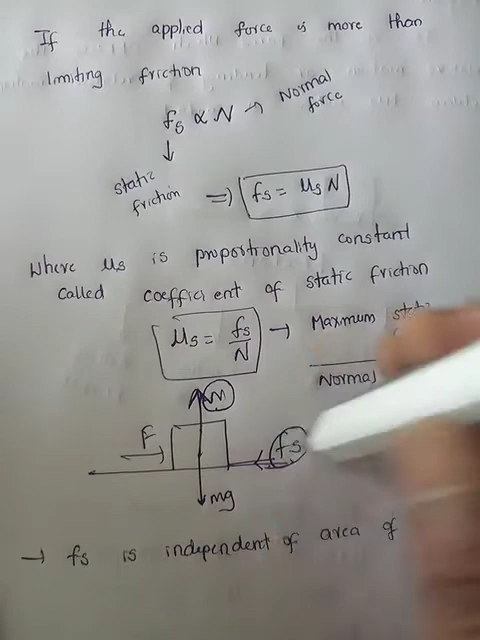 If the applied force is more than
limiting friction
fs ∝ N → Normal force
↓
static friction ⇒ fs = μs N
Where μs is proportionality constant
called coefficient of static friction
μs = fs/N → Maxmum
Normal
N
F
fs
mg
→ fs is independent of area of